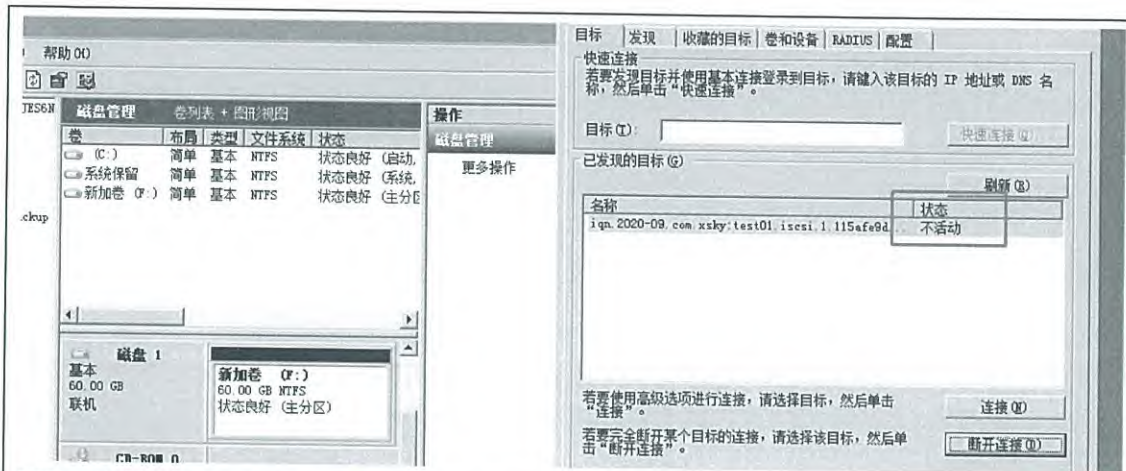 帮助(H)
JES6N
磁盘管理 卷列表 + 图形视图
卷 布局 类型 文件系统 状态
(C:) 简单 基本 NTFS 状态良好 (启动,
系统保留 简单 基本 NTFS 状态良好 (系统,
新加卷 (F:) 简单 基本 NTFS 状态良好 (主分区
ckup
磁盘 1
基本
60.00 GB
联机
新加卷 (F:)
60.00 GB NTFS
状态良好 (主分区)
CD-ROM 0
操作
磁盘管理
更多操作
目标 发现 收藏的目标 卷和设备 RADIUS 配置
快速连接
若要发现目标并使用基本连接登录到目标，请键入该目标的 IP 地址或 DNS 名
称，然后单击“快速连接”。
目标(T): 快速连接(Q)
已发现的目标(G)
刷新(R)
名称 状态
iqn.2020-09.com.xsky:test01.iscsi.1.115afe9d... 不活动
若要使用高级选项进行连接，请选择目标，然后单击
“连接”。
连接(N)
若要完全断开某个目标的连接，请选择该目标，然后单
击“断开连接”。
断开连接(D)